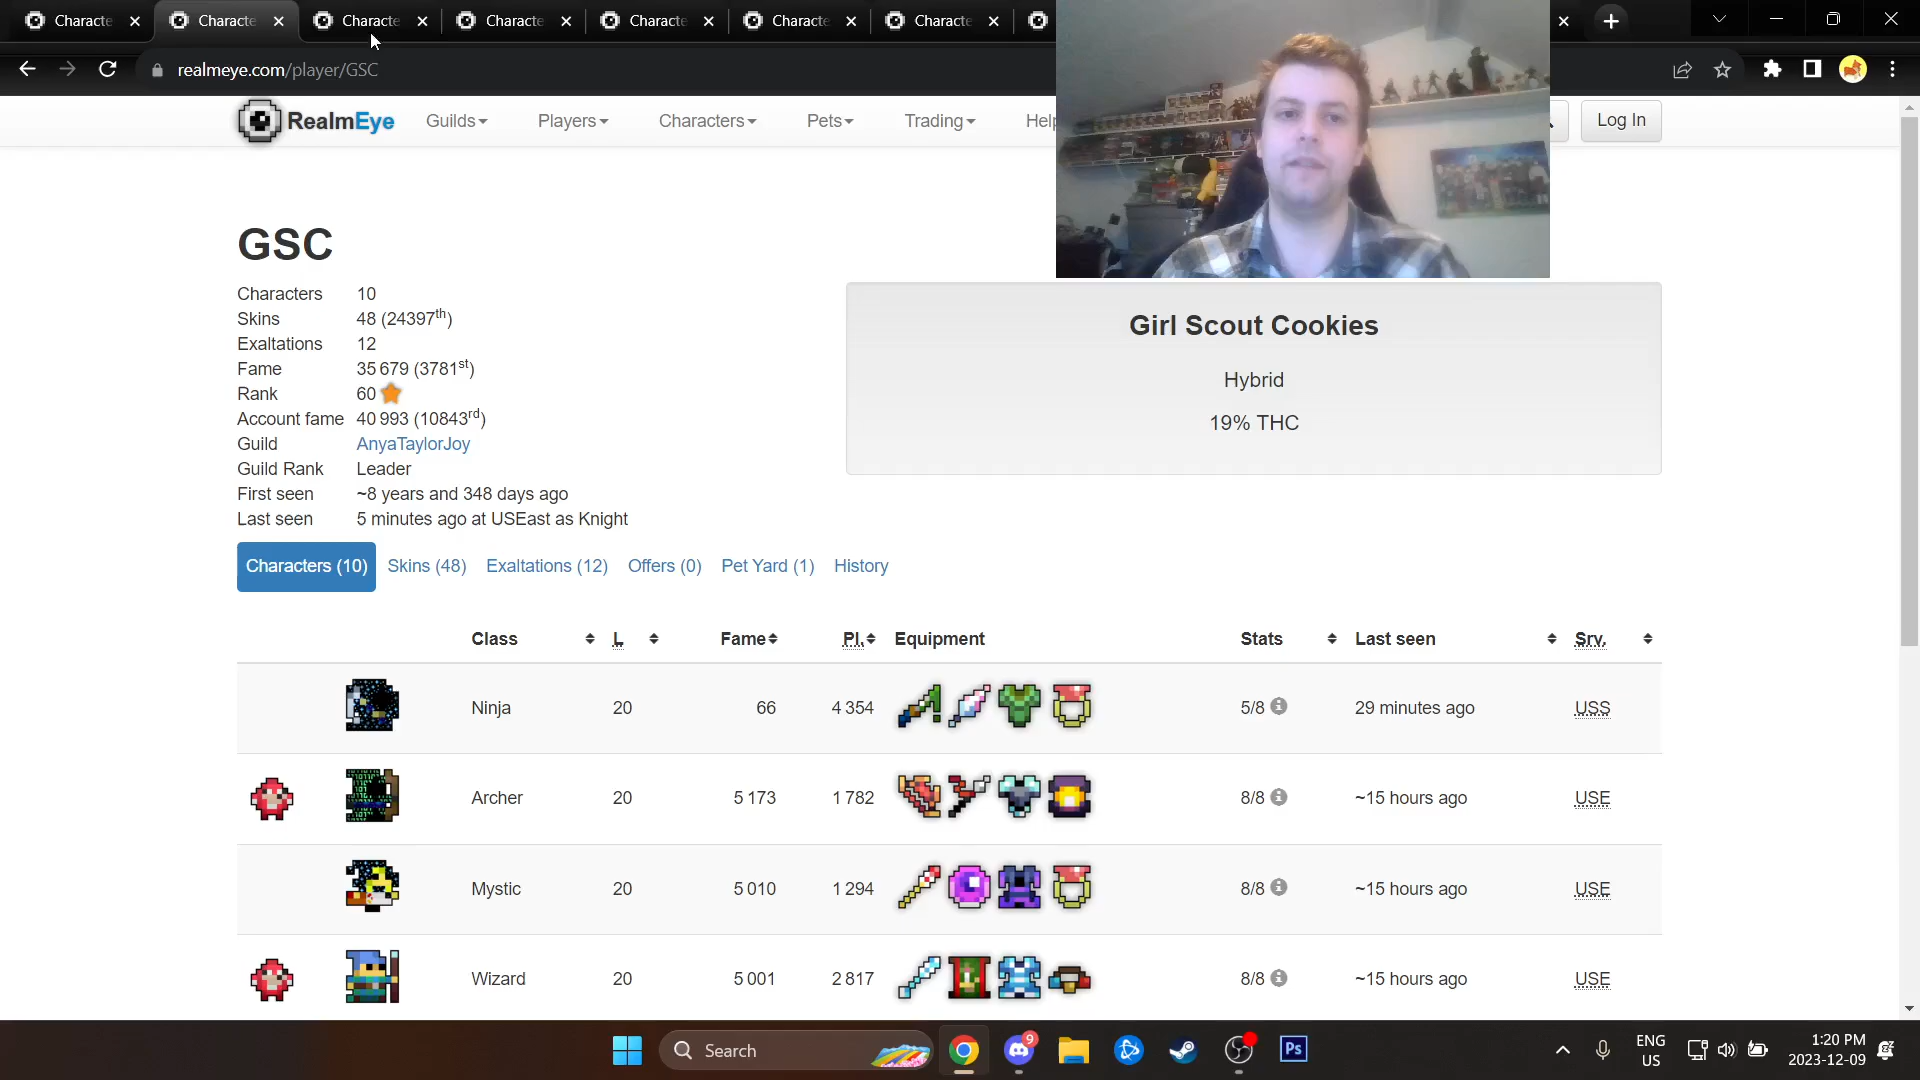 Characte
Characte
Characte
Characte
Characte
Characte
Characte
realmeye.com/player/GSC
RealmEye
Guilds
Players
Characters
Pets
Trading
Help
Log In
GSC
Characters 10
Skins 48 (24397th)
Exaltations 12
Fame 35 679 (3781st)
Rank 60
Account fame 40 993 (10843rd)
Guild AnyaTaylorJoy
Guild Rank Leader
First seen ~8 years and 348 days ago
Last seen 5 minutes ago at USEast as Knight
Girl Scout Cookies
Hybrid
19% THC
Characters (10) Skins (48) Exaltations (12) Offers (0) Pet Yard (1) History
Class L Fame Pl. Equipment Stats Last seen Srv.
Ninja 20 66 4 354 5/8 29 minutes ago USS
Archer 20 5 173 1 782 8/8 ~15 hours ago USE
Mystic 20 5 010 1 294 8/8 ~15 hours ago USE
Wizard 20 5 001 2 817 8/8 ~15 hours ago USE
Search
9
Ps
ENG
US
1:20 PM
2023-12-09